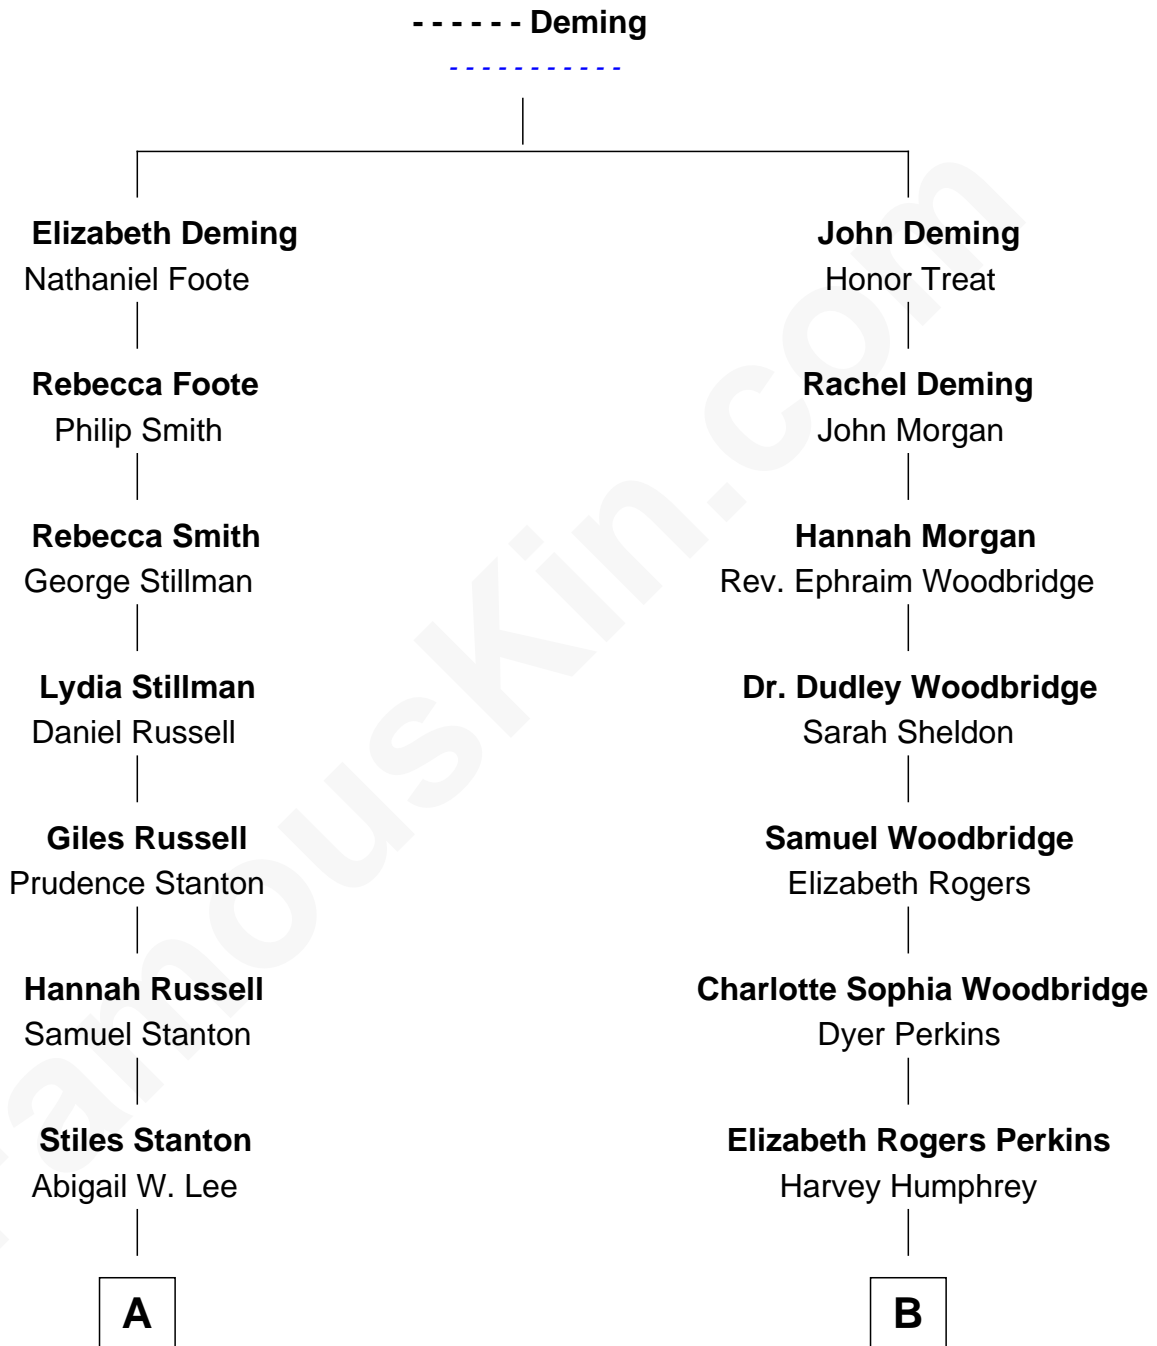 - - - - - - Deming
- - - - - - - - - - -
Elizabeth Deming
Nathaniel Foote
John Deming
Honor Treat
Rebecca Foote
Philip Smith
Rachel Deming
John Morgan
Rebecca Smith
George Stillman
Hannah Morgan
Rev. Ephraim Woodbridge
Lydia Stillman
Daniel Russell
Dr. Dudley Woodbridge
Sarah Sheldon
Giles Russell
Prudence Stanton
Samuel Woodbridge
Elizabeth Rogers
Hannah Russell
Samuel Stanton
Charlotte Sophia Woodbridge
Dyer Perkins
Stiles Stanton
Abigail W. Lee
Elizabeth Rogers Perkins
Harvey Humphrey
A
B
FamousKin.com